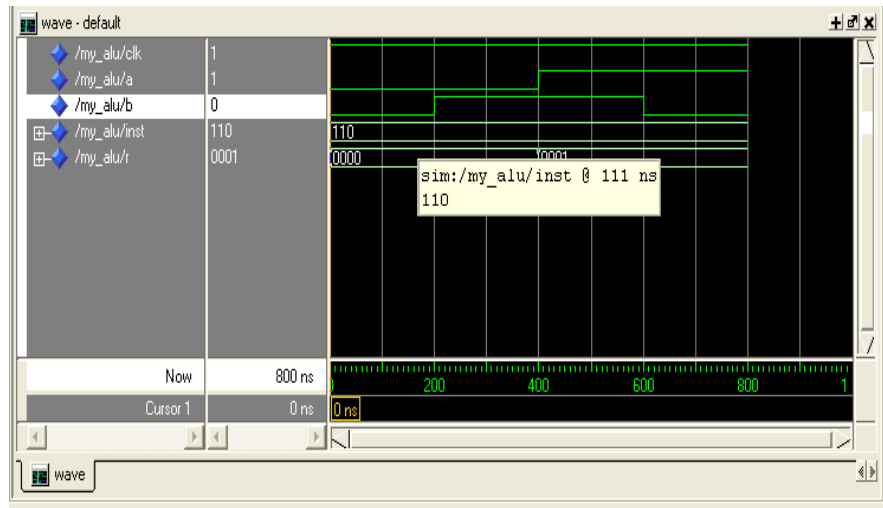 wave - default
/my_alu/clk 1
/my_alu/a 1
/my_alu/b 0
/my_alu/inst 110 110
/my_alu/r 0001 0000 0001
sim:/my_alu/inst @ 111 ns
110
Now 800 ns
200 400 600 800 1
Cursor 1 0 ns 0 ns
wave